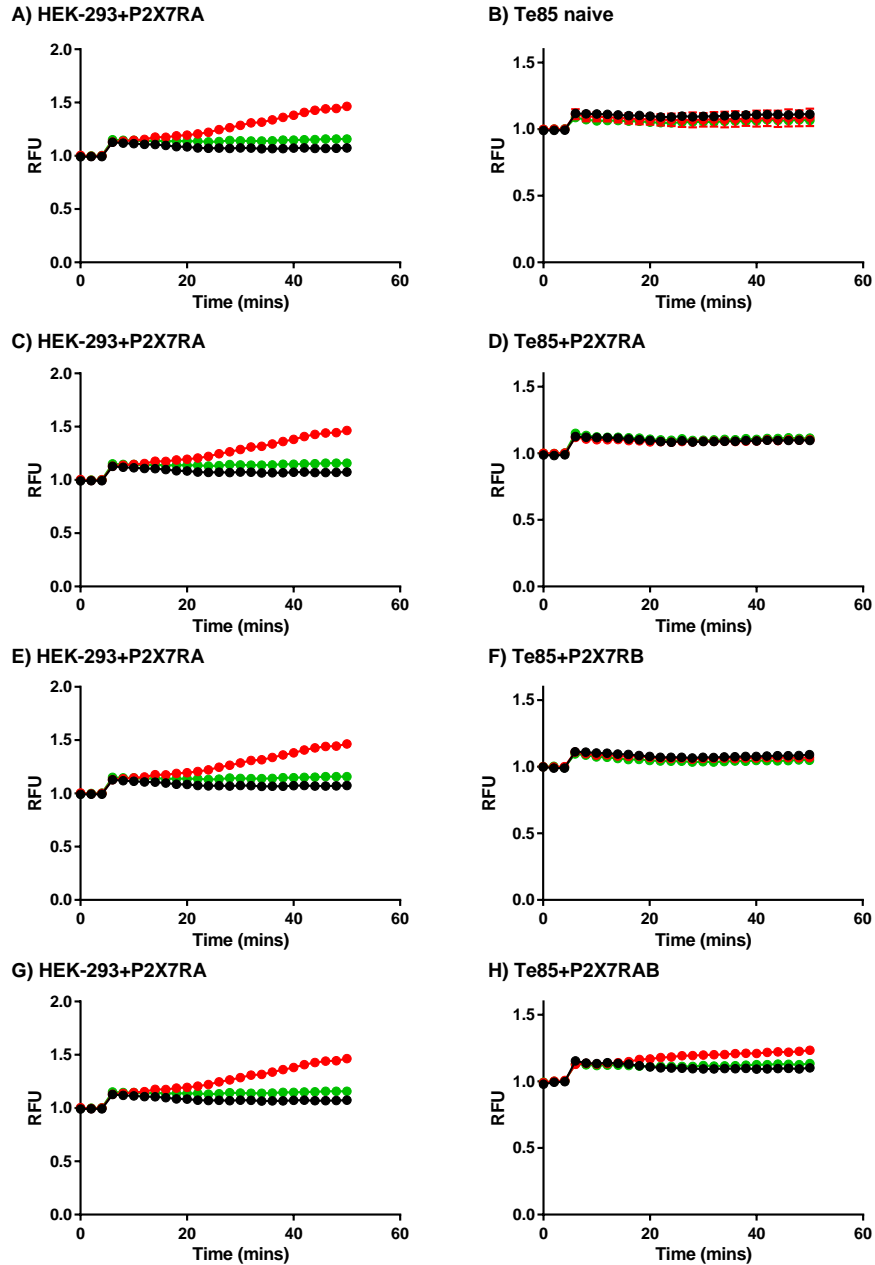 A) HEK-293+P2X7RA
2.0
1.5
1.0
0.5
0.0
RFU
0 20 40 60
Time (mins)
B) Te85 naive
1.5
1.0
0.5
0.0
RFU
0 20 40 60
Time (mins)
C) HEK-293+P2X7RA
2.0
1.5
1.0
0.5
0.0
RFU
0 20 40 60
Time (mins)
D) Te85+P2X7RA
1.5
1.0
0.5
0.0
RFU
0 20 40 60
Time (mins)
E) HEK-293+P2X7RA
2.0
1.5
1.0
0.5
0.0
RFU
0 20 40 60
Time (mins)
F) Te85+P2X7RB
1.5
1.0
0.5
0.0
RFU
0 20 40 60
Time (mins)
G) HEK-293+P2X7RA
2.0
1.5
1.0
0.5
0.0
RFU
0 20 40 60
Time (mins)
H) Te85+P2X7RAB
1.5
1.0
0.5
0.0
RFU
0 20 40 60
Time (mins)